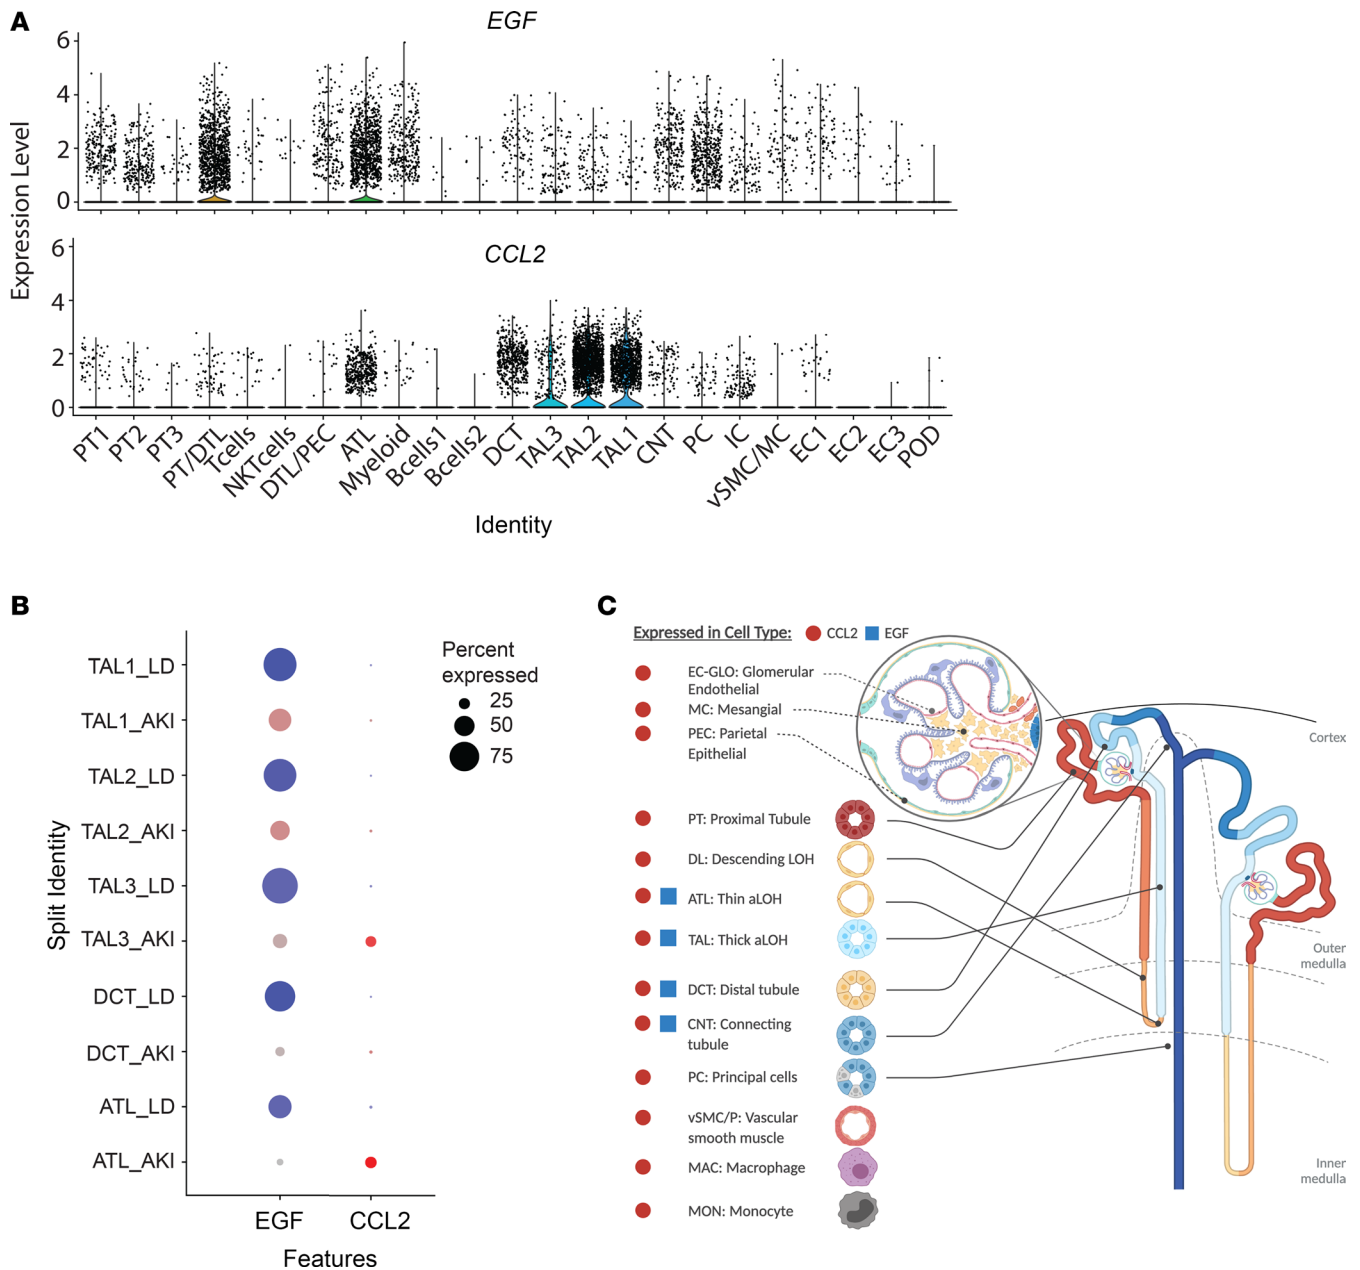 A
EGF
Expression Level
6
4
2
0
CCL2
6
4
2
0
PT1
PT2
PT3
PT/DTL
Tcells
NKTcells
DTL/PEC
ATL
Myeloid
Bcells1
Bcells2
DCT
TAL3
TAL2
TAL1
CNT
PC
IC
vSMC/MC
EC1
EC2
EC3
POD
Identity
B
Split Identity
TAL1_LD
TAL1_AKI
TAL2_LD
TAL2_AKI
TAL3_LD
TAL3_AKI
DCT_LD
DCT_AKI
ATL_LD
ATL_AKI
EGF
CCL2
Features
Percent
expressed
25
50
75
C
Expressed in Cell Type:
CCL2
EGF
EC-GLO: Glomerular
Endothelial
MC: Mesangial
PEC: Parietal
Epithelial
PT: Proximal Tubule
DL: Descending LOH
ATL: Thin aLOH
TAL: Thick aLOH
DCT: Distal tubule
CNT: Connecting
tubule
PC: Principal cells
vSMC/P: Vascular
smooth muscle
MAC: Macrophage
MON: Monocyte
Cortex
Outer
medulla
Inner
medulla